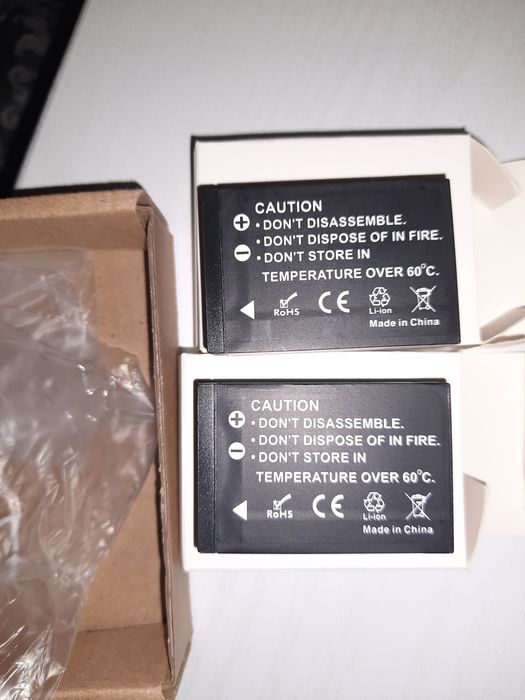 CAUTION
+ • DON'T DISASSEMBLE.
• DON'T DISPOSE OF IN FIRE.
− • DON'T STORE IN
TEMPERATURE OVER 60°C.
RoHS CE Li-ion
Made in China
CAUTION
+ • DON'T DISASSEMBLE.
• DON'T DISPOSE OF IN FIRE.
− • DON'T STORE IN
TEMPERATURE OVER 60°C.
RoHS CE Li-ion
Made in China